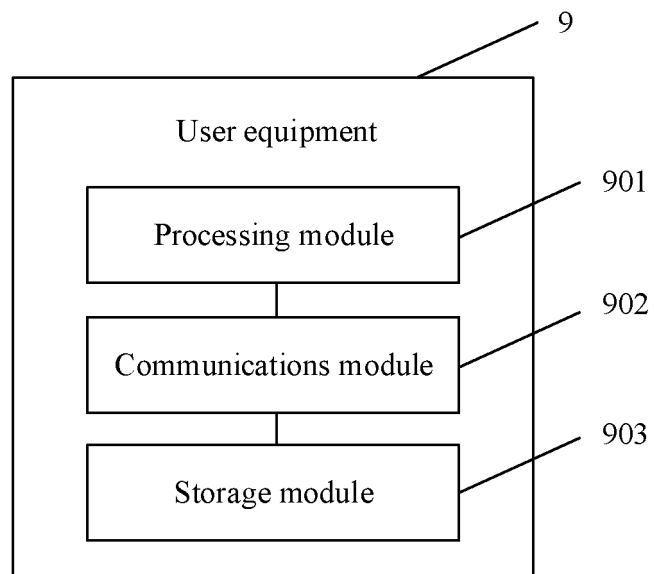 9
User equipment
901
Processing module
902
Communications module
903
Storage module